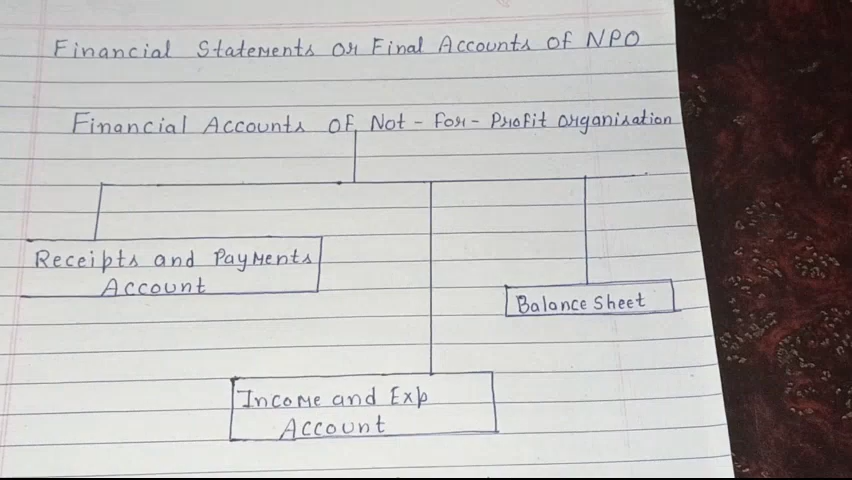 Financial Statements or Final Accounts of NPO
Financial Accounts of Not-for-Profit organisation
Receipts and Payments
Account
Balance Sheet
Income and Exp
Account